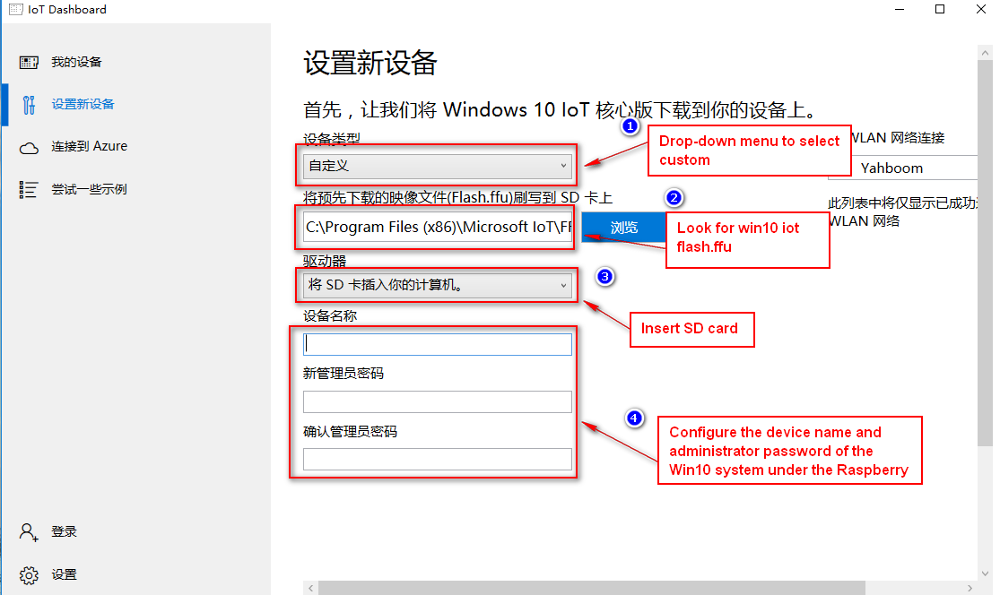 IoT Dashboard
我的设备
设置新设备
连接到 Azure
尝试一些示例
登录
设置
设置新设备
首先，让我们将 Windows 10 IoT 核心版下载到你的设备上。
设备类型
自定义
1
Drop-down menu to select
custom
将预先下载的映像文件(Flash.ffu)刷写到 SD 卡上
C:\Program Files (x86)\Microsoft IoT\FF
浏览
2
Look for win10 iot
flash.ffu
驱动器
将 SD 卡插入你的计算机。
3
Insert SD card
设备名称
新管理员密码
确认管理员密码
4
Configure the device name and
administrator password of the
Win10 system under the Raspberry
WLAN 网络连接
Yahboom
此列表中将仅显示已成功
WLAN 网络